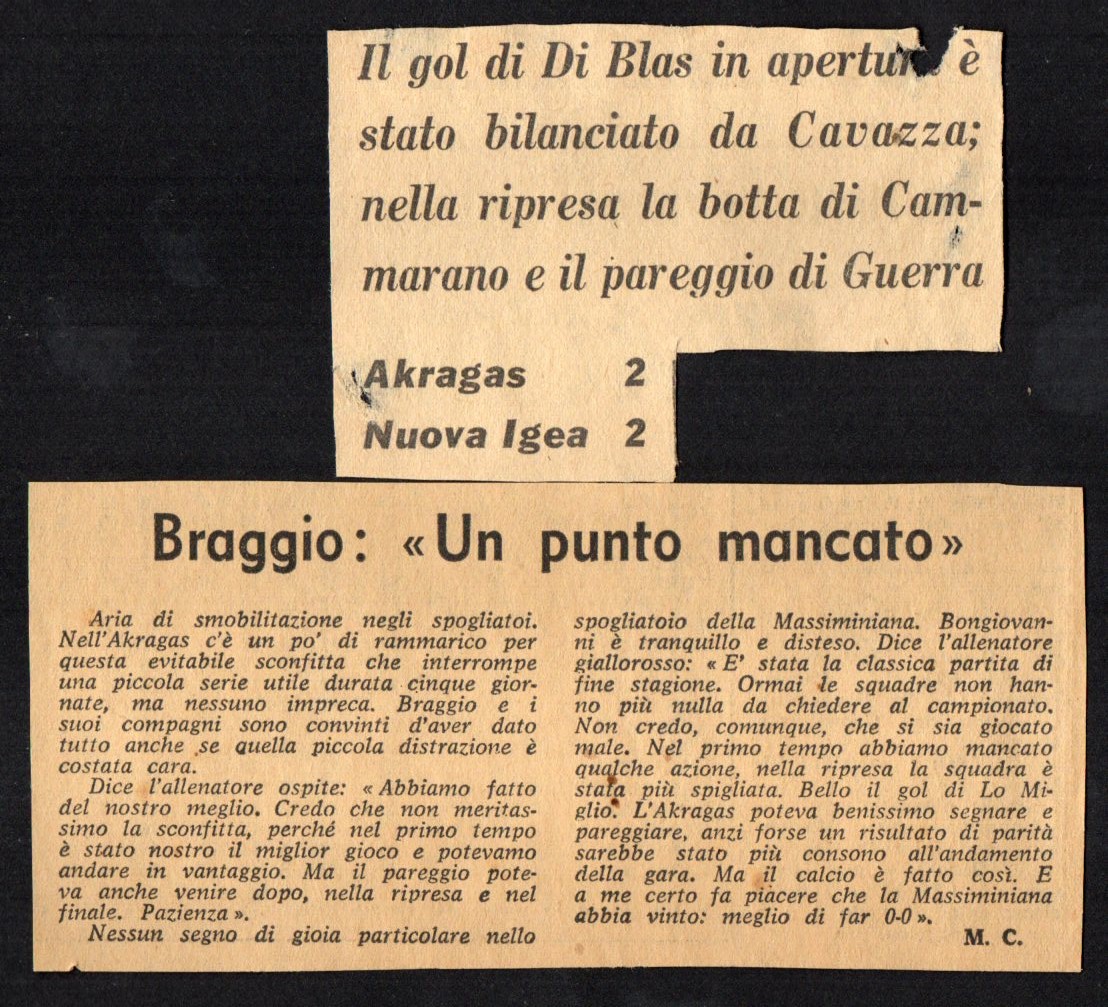 Il gol di Di Blas in apertura è
stato bilanciato da Cavazza;
nella ripresa la botta di Cam-
marano e il pareggio di Guerra
Akragas 2
Nuova Igea 2
Braggio: «Un punto mancato»
Aria di smobilitazione negli spogliatoi.
Nell'Akragas c'è un po' di rammarico per
questa evitabile sconfitta che interrompe
una piccola serie utile durata cinque gior-
nate, ma nessuno impreca. Braggio e i
suoi compagni sono convinti d'aver dato
tutto anche se quella piccola distrazione è
costata cara.
Dice l'allenatore ospite: «Abbiamo fatto
del nostro meglio. Credo che non meritas-
simo la sconfitta, perché nel primo tempo
è stato nostro il miglior gioco e potevamo
andare in vantaggio. Ma il pareggio pote-
va anche venire dopo, nella ripresa e nel
finale. Pazienza».
Nessun segno di gioia particolare nello
spogliatoio della Massiminiana. Bongiovan-
ni è tranquillo e disteso. Dice l'allenatore
giallorosso: «E' stata la classica partita di
fine stagione. Ormai le squadre non han-
no più nulla da chiedere al campionato.
Non credo, comunque, che si sia giocato
male. Nel primo tempo abbiamo mancato
qualche azione, nella ripresa la squadra è
stata più spigliata. Bello il gol di Lo Mi-
glio. L'Akragas poteva benissimo segnare e
pareggiare, anzi forse un risultato di parità
sarebbe stato più consono all'andamento
della gara. Ma il calcio è fatto così. E
a me certo fa piacere che la Massiminiana
abbia vinto: meglio di far 0-0».
M. C.